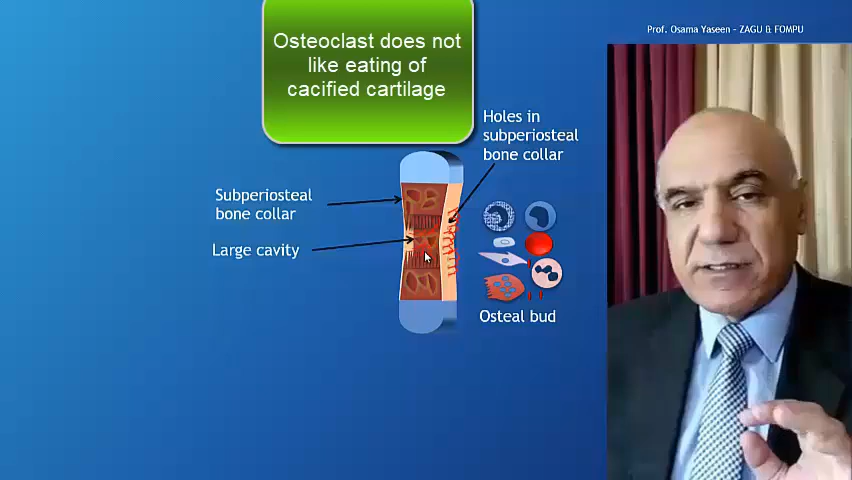 Prof. Osama Yaseen - ZAGU & FOMPU
Osteoclast does not
like eating of
cacified cartilage
Holes in
subperiosteal
bone collar
Subperiosteal
bone collar
Large cavity
Osteal bud